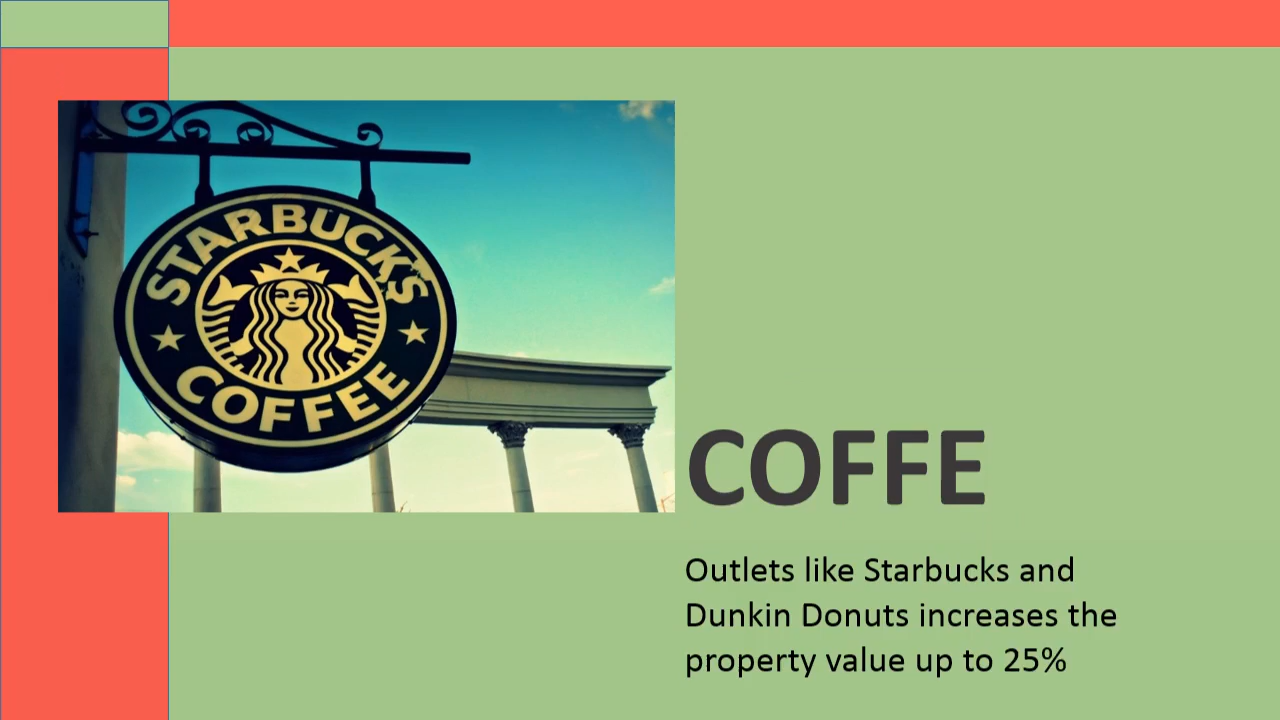 STARBUCKS
COFFEE
COFFE
Outlets like Starbucks and
Dunkin Donuts increases the
property value up to 25%